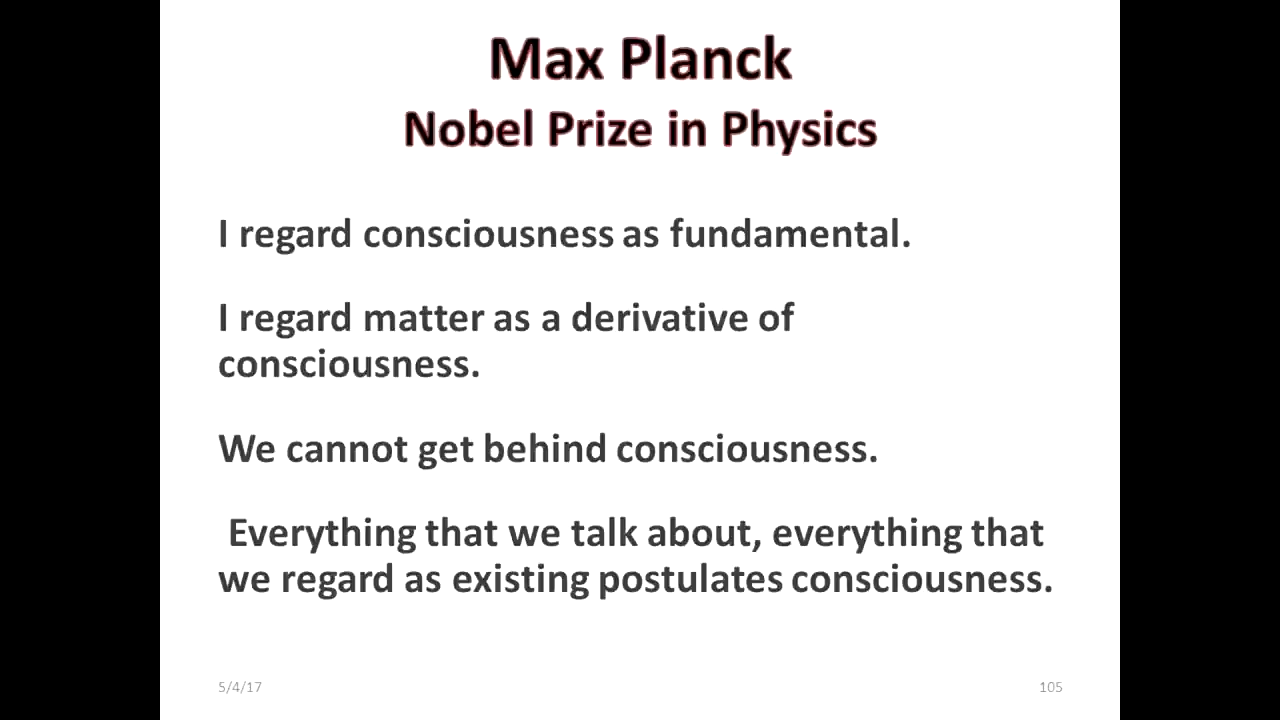 Max Planck
Nobel Prize in Physics
I regard consciousness as fundamental.
I regard matter as a derivative of
consciousness.
We cannot get behind consciousness.
Everything that we talk about, everything that
we regard as existing postulates consciousness.
5/4/17
105